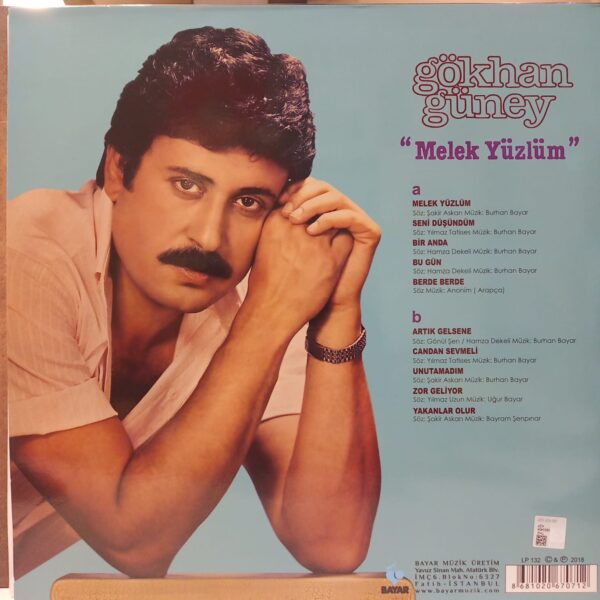 gökhan
güney
"Melek Yüzlüm"
a
MELEK YÜZLÜM
Söz: Şakir Askan Müzik: Burhan Bayar
SENİ DÜŞÜNDÜM
Söz: Yılmaz Tatlıses Müzik: Burhan Bayar
BİR ANDA
Söz: Hamza Dekeli Müzik: Burhan Bayar
BU GÜN
Söz: Hamza Dekeli Müzik: Burhan Bayar
BERDE BERDE
Söz Müzik: Anonim ( Arapça)
b
ARTIK GELSENE
Söz: Gönül Şen / Hamza Dekeli Müzik: Burhan Bayar
CANDAN SEVMELİ
Söz: Yılmaz Tatlıses Müzik: Burhan Bayar
UNUTAMADIM
Söz: Şakir Askan Müzik: Burhan Bayar
ZOR GELİYOR
Söz: Yılmaz Uzun Müzik: Uğur Bayar
YAKANLAR OLUR
Söz: Şakir Askan Müzik: Bayram Şenpınar
BAYAR
BAYAR MÜZİK ÜRETİM
Yavuz Sinan Mah. Atatürk Blv.
İMÇ 6. Blok No: 6327
Fatih - İSTANBUL
www.bayarmuzik.com
LP 132 © & ℗ 2018
8 681020 670712